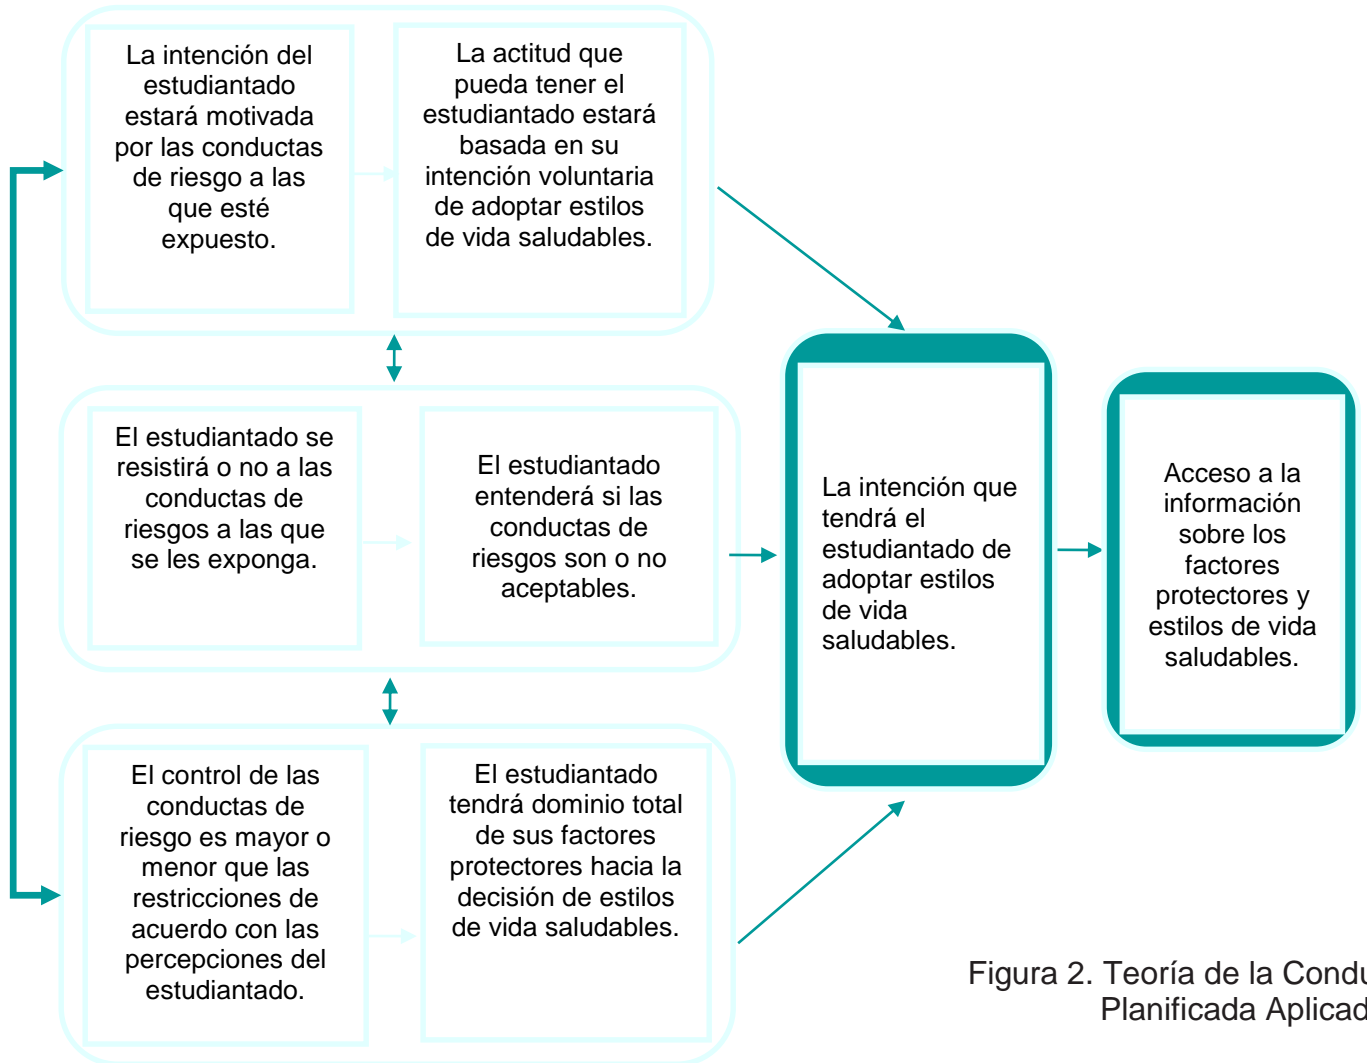 La intención del
estudiantado
estará motivada
por las conductas
de riesgo a las
que esté
expuesto.
La actitud que
pueda tener el
estudiantado estará
basada en su
intención voluntaria
de adoptar estilos
de vida saludables.
El estudiantado se
resistirá o no a las
conductas de
riesgos a las que
se les exponga.
El estudiantado
entenderá si las
conductas de
riesgos son o no
aceptables.
La intención que
tendrá el
estudiantado de
adoptar estilos
de vida
saludables.
Acceso a la
información
sobre los
factores
protectores y
estilos de vida
saludables.
El control de las
conductas de
riesgo es mayor o
menor que las
restricciones de
acuerdo con las
percepciones del
estudiantado.
El estudiantado
tendrá dominio total
de sus factores
protectores hacia la
decisión de estilos
de vida saludables.
Figura 2. Teoría de la Condu
Planificada Aplicad